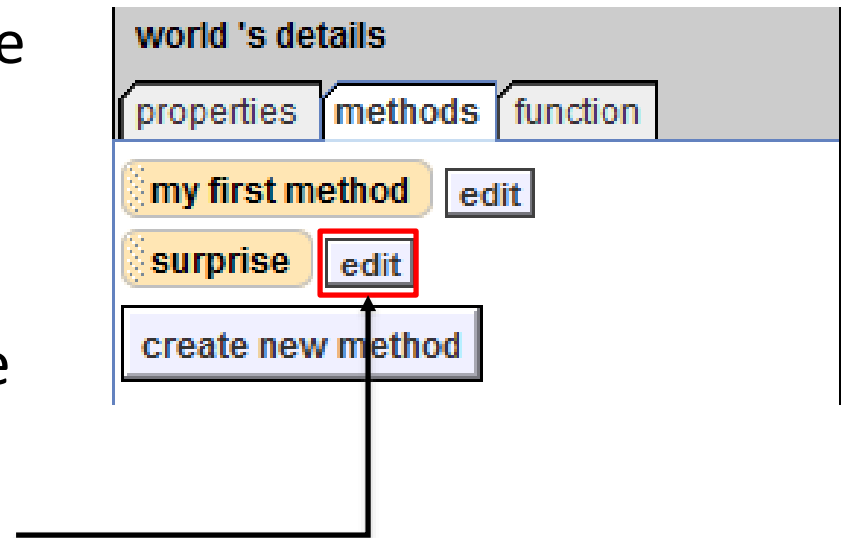 e
world 's details
properties methods function
my first method edit
surprise edit
create new method
e